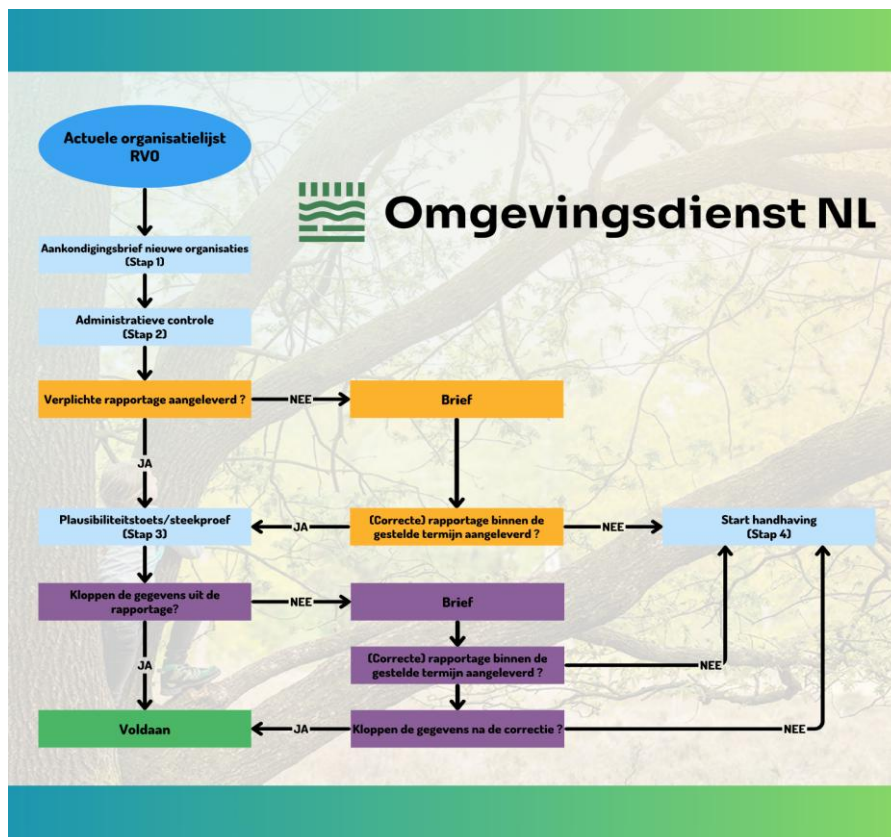 Actuele organisatielijst
RVO
Omgevingsdienst NL
Aankondigingsbrief nieuwe organisaties
(Stap 1)
Administratieve controle
(Stap 2)
Verplichte rapportage aangeleverd ?
NEE
Brief
JA
Plausibiliteitstoets/steekproef
(Stap 3)
JA
(Correcte) rapportage binnen de
gestelde termijn aangeleverd ?
NEE
Start handhaving
(Stap 4)
Kloppen de gegevens uit de
rapportage?
NEE
Brief
JA
(Correcte) rapportage binnen de
gestelde termijn aangeleverd ?
NEE
Voldaan
JA
Kloppen de gegevens na de correctie ?
NEE